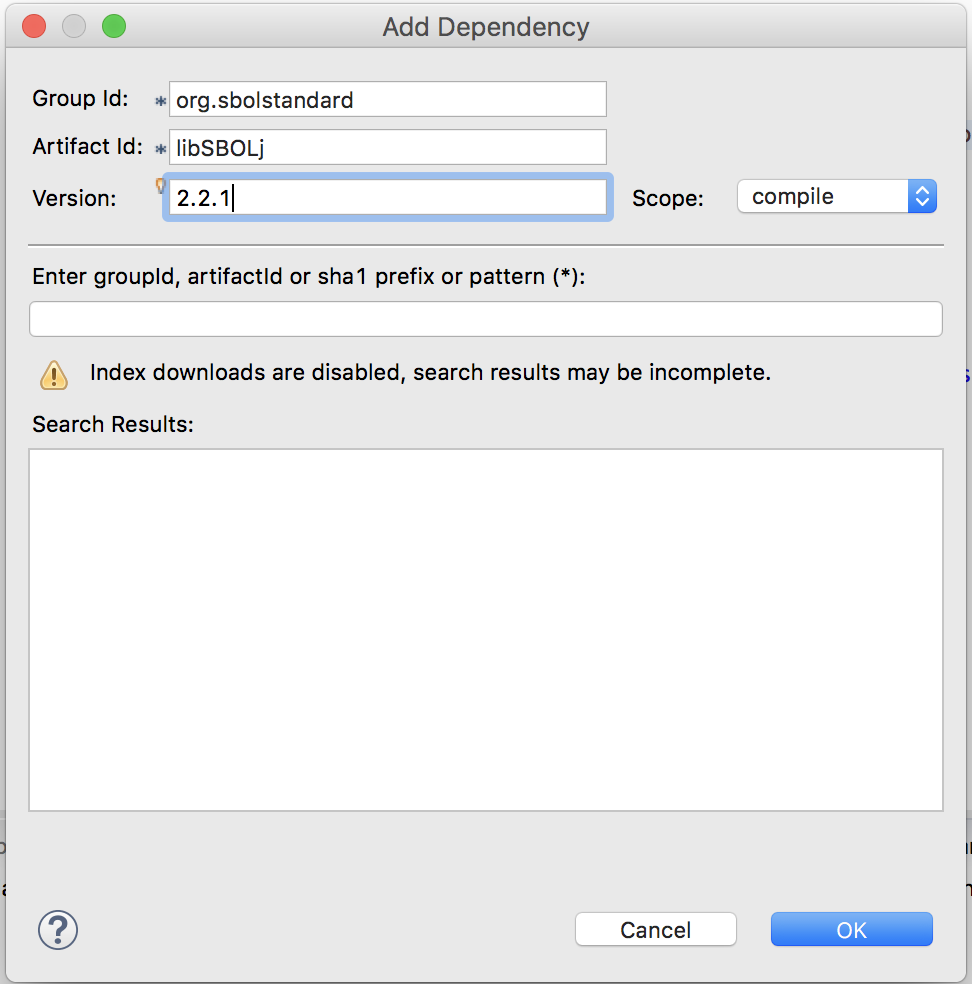 Add Dependency
Group Id: * org.sbolstandard
Artifact Id: * libSBOLj
Version: 2.2.1 Scope: compile
Enter groupId, artifactId or sha1 prefix or pattern (*):
Index downloads are disabled, search results may be incomplete.
Search Results:
? Cancel OK